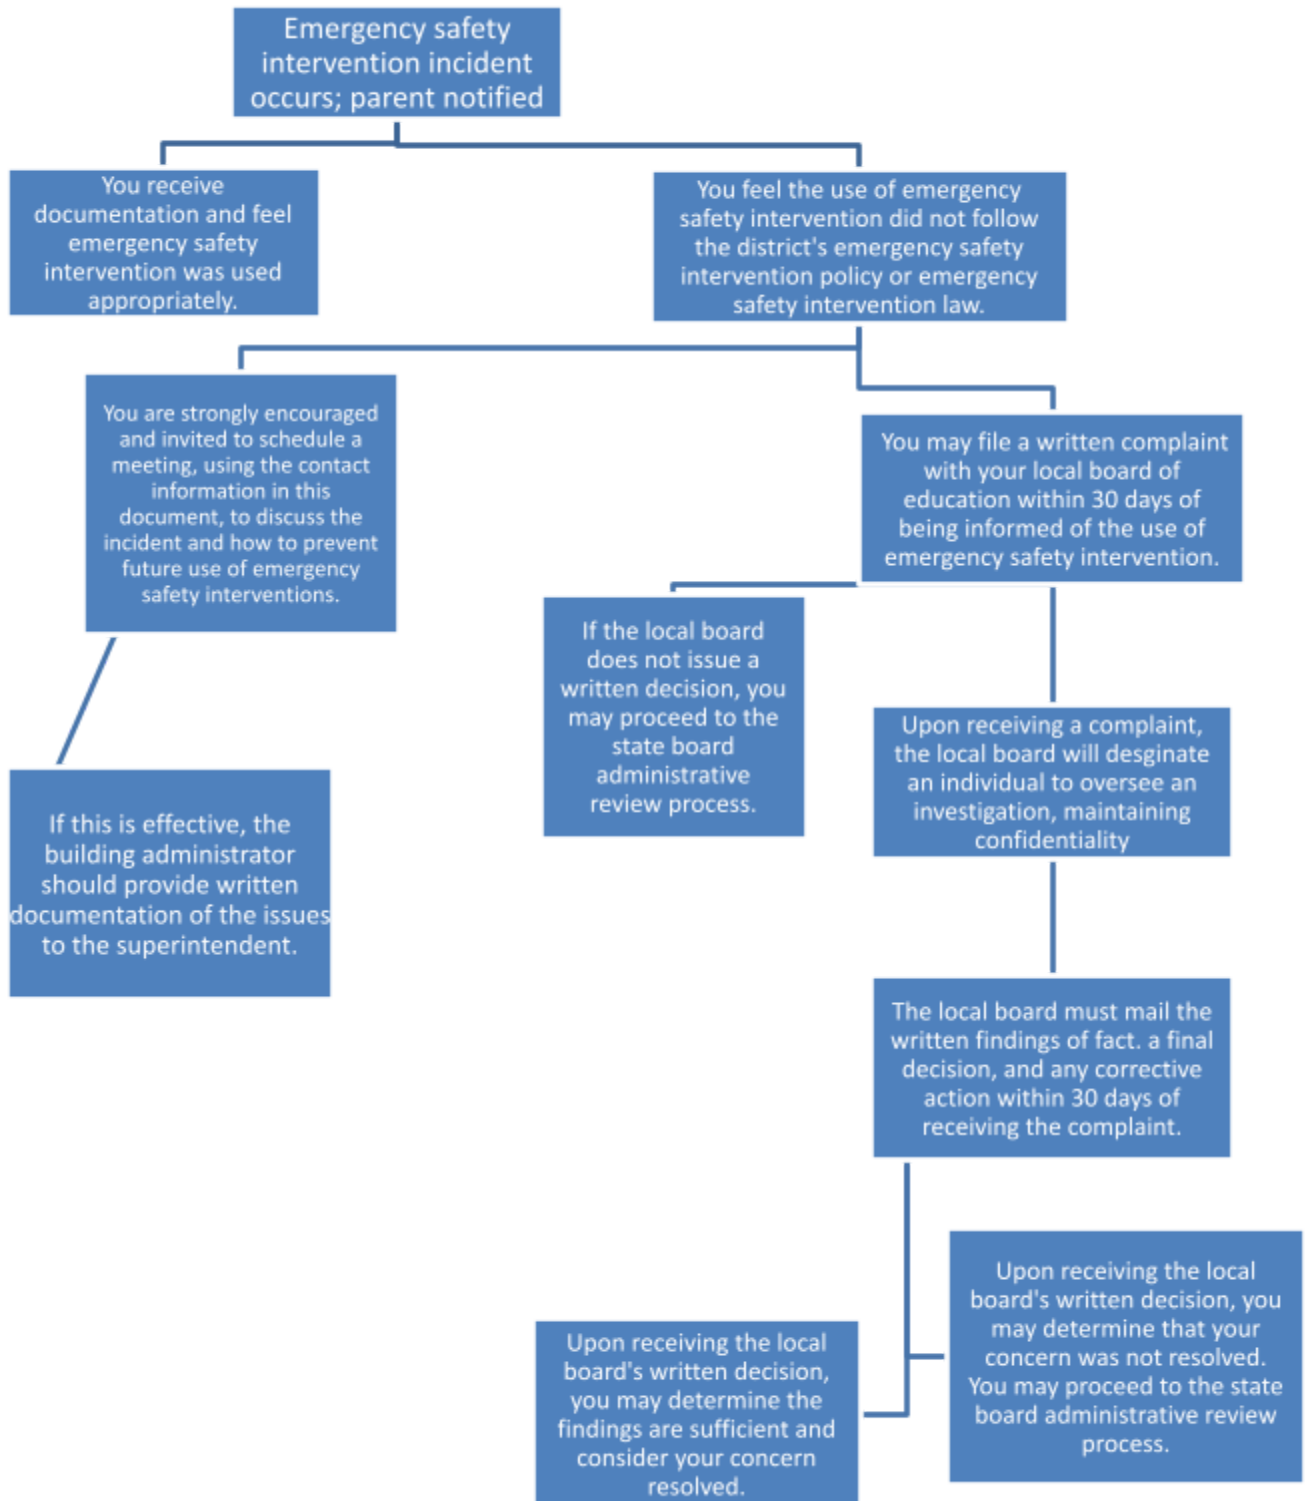 Emergency safety
intervention incident
occurs; parent notified
You receive
documentation and feel
emergency safety
intervention was used
appropriately.
You feel the use of emergency
safety intervention did not follow
the district's emergency safety
intervention policy or emergency
safety intervention law.
You are strongly encouraged
and invited to schedule a
meeting, using the contact
information in this
document, to discuss the
incident and how to prevent
future use of emergency
safety interventions.
You may file a written complaint
with your local board of
education within 30 days of
being informed of the use of
emergency safety intervention.
If the local board
does not issue a
written decision, you
may proceed to the
state board
administrative
review process.
Upon receiving a complaint,
the local board will desginate
an individual to oversee an
investigation, maintaining
confidentiality
If this is effective, the
building administrator
should provide written
documentation of the issues
to the superintendent.
The local board must mail the
written findings of fact. a final
decision, and any corrective
action within 30 days of
receiving the complaint.
Upon receiving the local
board's written decision, you
may determine that your
concern was not resolved.
You may proceed to the state
board administrative review
process.
Upon receiving the local
board's written decision,
you may determine the
findings are sufficient and
consider your concern
resolved.